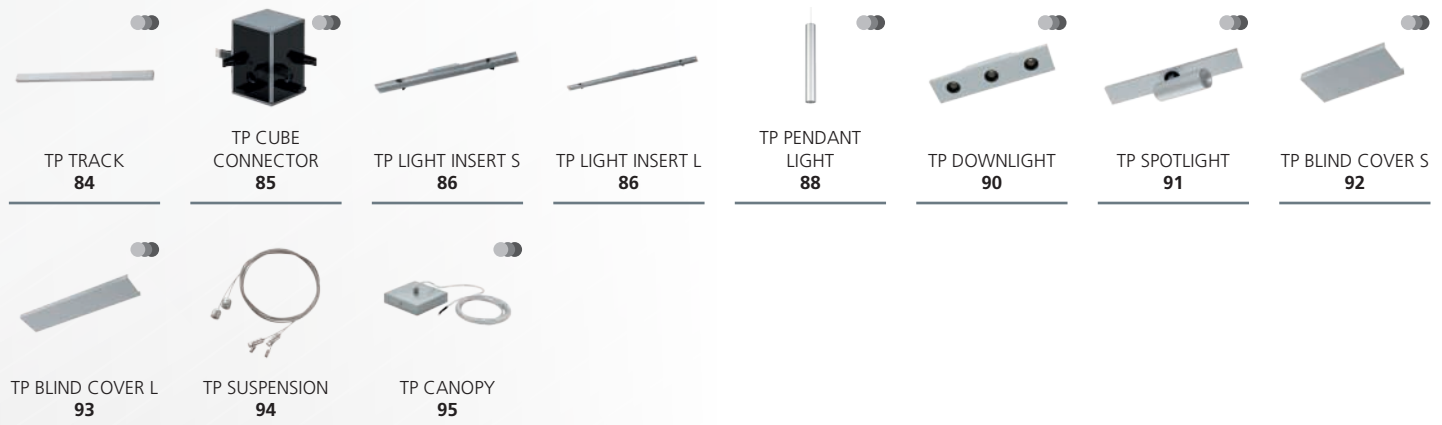 TP TRACK
84
TP CUBE
CONNECTOR
85
TP LIGHT INSERT S
86
TP LIGHT INSERT L
86
TP PENDANT
LIGHT
88
TP DOWNLIGHT
90
TP SPOTLIGHT
91
TP BLIND COVER S
92
TP BLIND COVER L
93
TP SUSPENSION
94
TP CANOPY
95